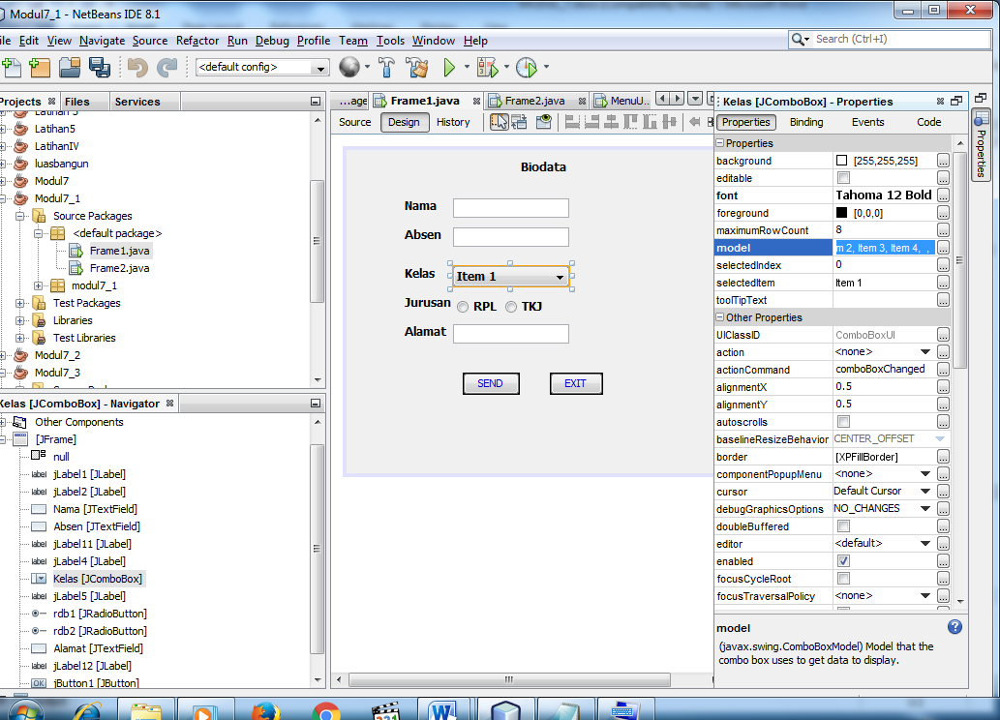 Modul7_1 - NetBeans IDE 8.1
ile Edit View Navigate Source Refactor Run Debug Profile Team Tools Window Help
Search (Ctrl+I)
<default config>
Projects Files Services
Latihan 3
Latihan5
LatihanIV
luasbangun
Modul7
Modul7_1
Source Packages
<default package>
Frame1.java
Frame2.java
modul7_1
Test Packages
Libraries
Test Libraries
Modul7_2
Modul7_3
Kelas [JComboBox] - Navigator
Other Components
[JFrame]
null
jLabel1 [JLabel]
jLabel2 [JLabel]
Nama [JTextField]
Absen [JTextField]
jLabel11 [JLabel]
jLabel4 [JLabel]
Kelas [JComboBox]
jLabel5 [JLabel]
rdb1 [JRadioButton]
rdb2 [JRadioButton]
Alamat [JTextField]
jLabel12 [JLabel]
jButton1 [JButton]
...age Frame1.java Frame2.java MenuU...
Source Design History
Biodata
Nama
Absen
Kelas Item 1
Jurusan RPL TKJ
Alamat
SEND EXIT
Kelas [JComboBox] - Properties
Properties Binding Events Code
Properties
background [255,255,255]
editable
font Tahoma 12 Bold
foreground [0,0,0]
maximumRowCount 8
model m 2, Item 3, Item 4, ,
selectedIndex 0
selectedItem Item 1
toolTipText
Other Properties
UIClassID ComboBoxUI
action <none>
actionCommand comboBoxChanged
alignmentX 0.5
alignmentY 0.5
autoscrolls
baselineResizeBehavior CENTER_OFFSET
border [XPFillBorder]
componentPopupMenu <none>
cursor Default Cursor
debugGraphicsOptions NO_CHANGES
doubleBuffered
editor <default>
enabled
focusCycleRoot
focusTraversalPolicy <none>
model
(javax.swing.ComboBoxModel) Model that the
combo box uses to get data to display.
Properties